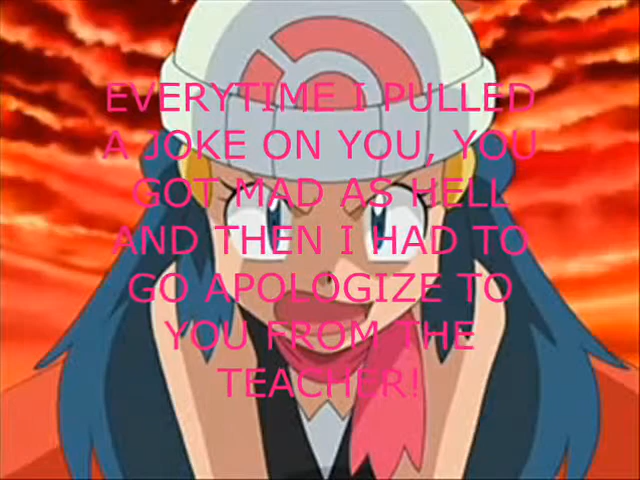 EVERYTIME I PULLED
A JOKE ON YOU, YOU
GOT MAD AS HELL
AND THEN I HAD TO
GO APOLOGIZE TO
YOU FROM THE
TEACHER!